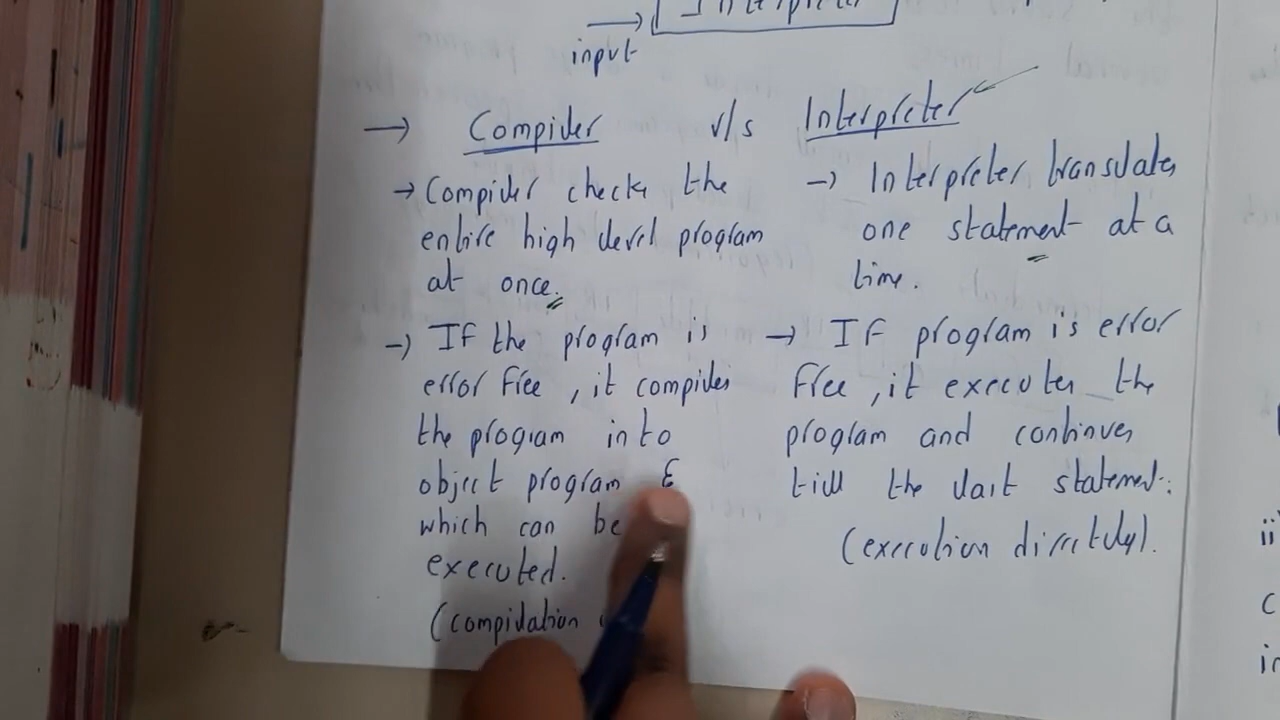 Interpreter
input
→ Compiler v/s Interpreter
→ Compiler checks the
entire high level program
at once.
→ If the program is
error free, it compiles
the program into
object program &
which can be
executed.
(compilation
→ Interpreter translates
one statement at a
time.
→ If program is error
free, it executes the
program and continues
till the last statement.
(execution directly).
ii
c